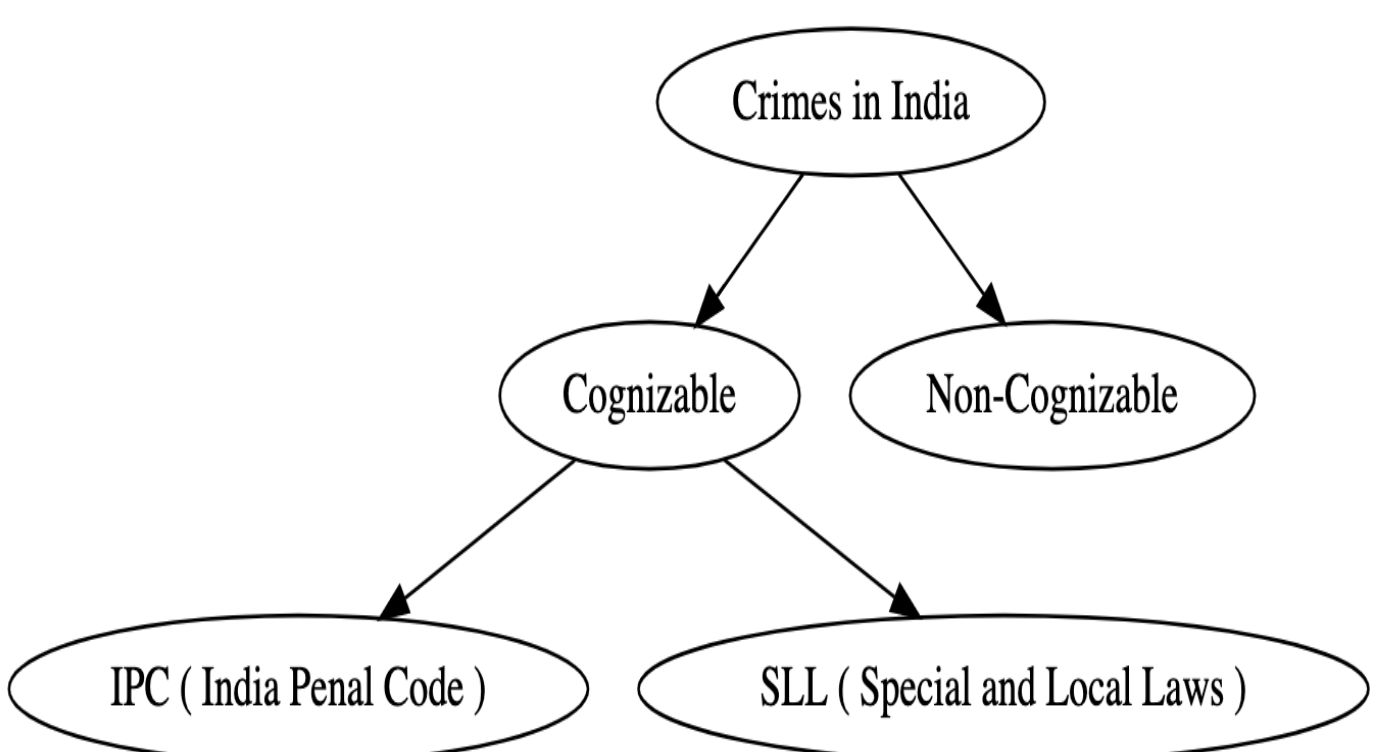 Crimes in India
Cognizable
Non-Cognizable
IPC ( India Penal Code )
SLL ( Special and Local Laws )